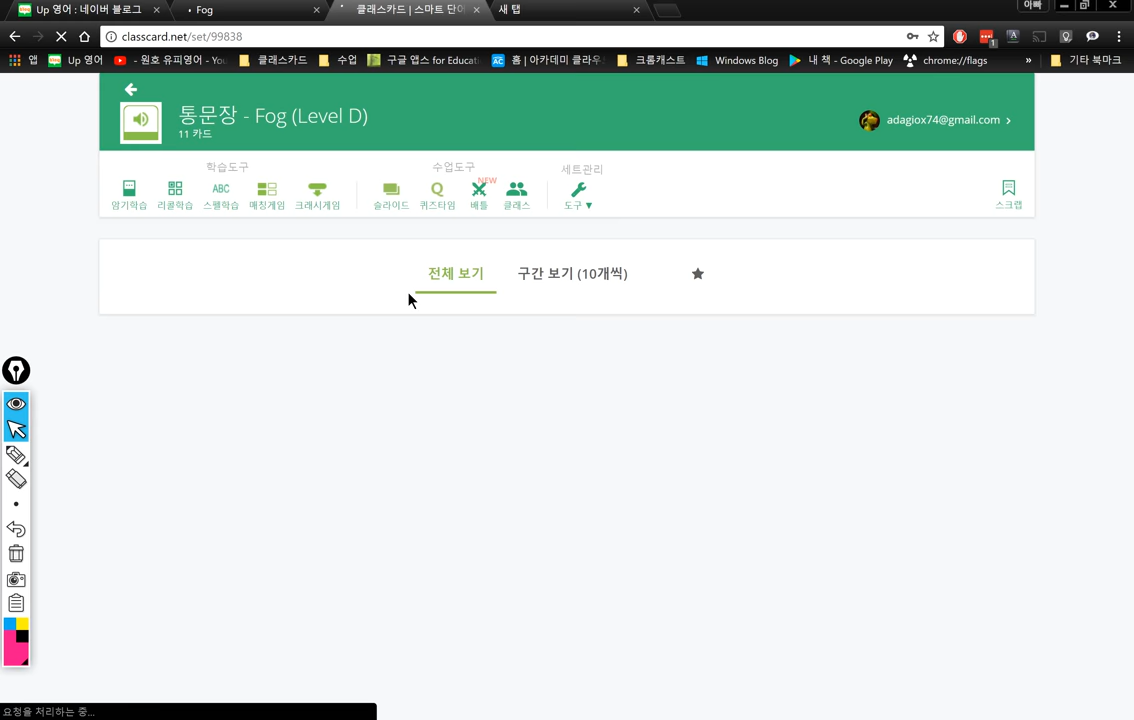 Up 영어 : 네이버 블로그
Fog
클래스카드 | 스마트 단어
새 탭
아빠
classcard.net/set/99838
앱
Up 영어
- 원호 유피영어 - You
클래스카드
수업
구글 앱스 for Educati
홈 | 아카데미 클라우
크롬캐스트
Windows Blog
내 책 - Google Play
chrome://flags
»
기타 북마크
통문장 - Fog (Level D)
11 카드
adagiox74@gmail.com
학습도구
수업도구
세트관리
ABC
Q
NEW
암기학습
리콜학습
스펠학습
매칭게임
크래시게임
슬라이드
퀴즈타임
배틀
클래스
도구 ▼
스크랩
전체 보기
구간 보기 (10개씩)
요청을 처리하는 중...